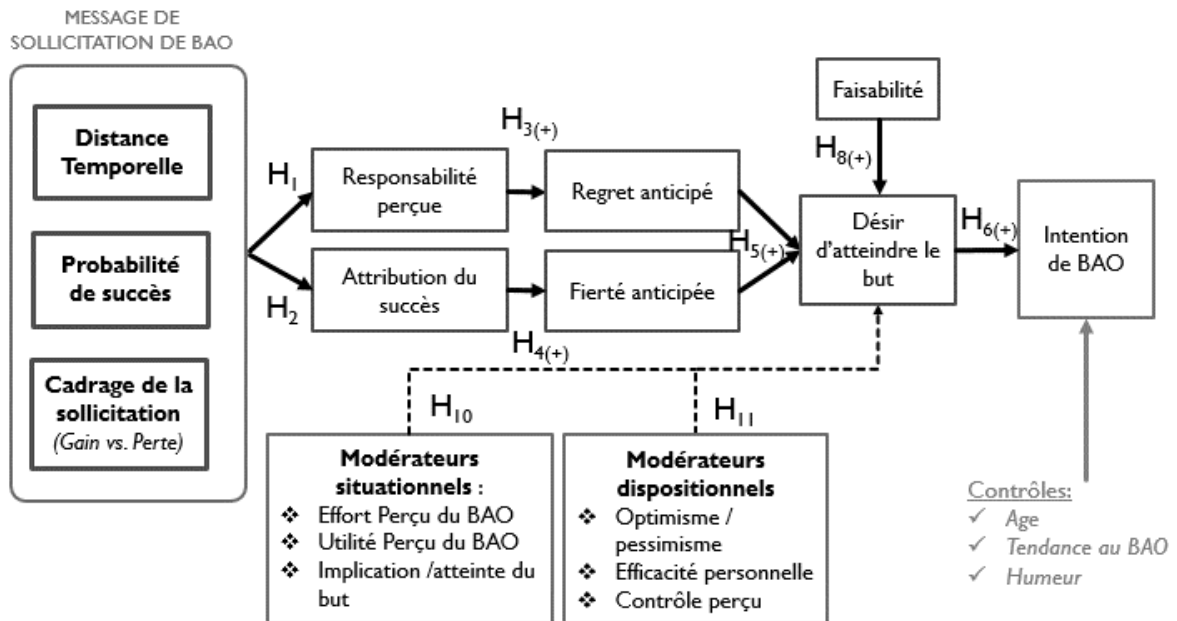 MESSAGE DE
SOLLICITATION DE BAO
Distance
Temporelle
Probabilité
de succès
Cadrage de la
sollicitation
(Gain vs. Perte)
H1
H2
Responsabilité
perçue
Attribution du
succès
H3(+)
H4(+)
Regret anticipé
Fierté anticipée
H5(+)
Faisabilité
H8(+)
Désir
d'atteindre le
but
H6(+)
Intention
de BAO
H10
H11
Modérateurs
situationnels :
❖ Effort Perçu du BAO
❖ Utilité Perçu du BAO
❖ Implication /atteinte du
but
Modérateurs
dispositionnels
❖ Optimisme /
pessimisme
❖ Efficacité personnelle
❖ Contrôle perçu
Contrôles:
✓ Age
✓ Tendance au BAO
✓ Humeur